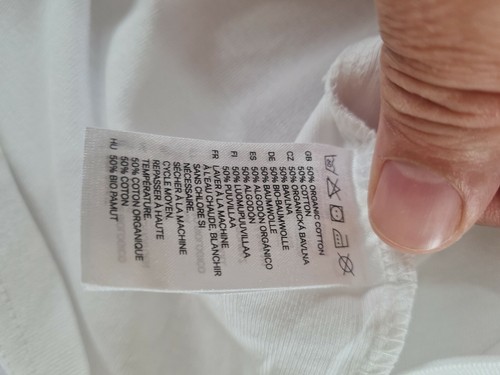 GB 50% ORGANIC COTTON
50% COTTON
CZ 50% ORGANICKÁ BAVLNA
50% BAVLNA
DE 50% BIO-BAUMWOLLE
50% BAUMWOLLE
ES 50% ALGODÓN ORGÁNICO
50% ALGODÓN
FI 50% LUOMUPUUVILLAA,
50% PUUVILLAA
FR LAVER À LA MACHINE
À L'EAU CHAUDE, BLANCHIR
SANS CHLORE SI
NÉCESSAIRE,
SÉCHER À LA MACHINE
CYCLE MOYEN,
REPASSER À HAUTE
TEMPÉRATURE
50% COTON ORGANIQUE
50% COTON
HU 50% BIO PAMUT